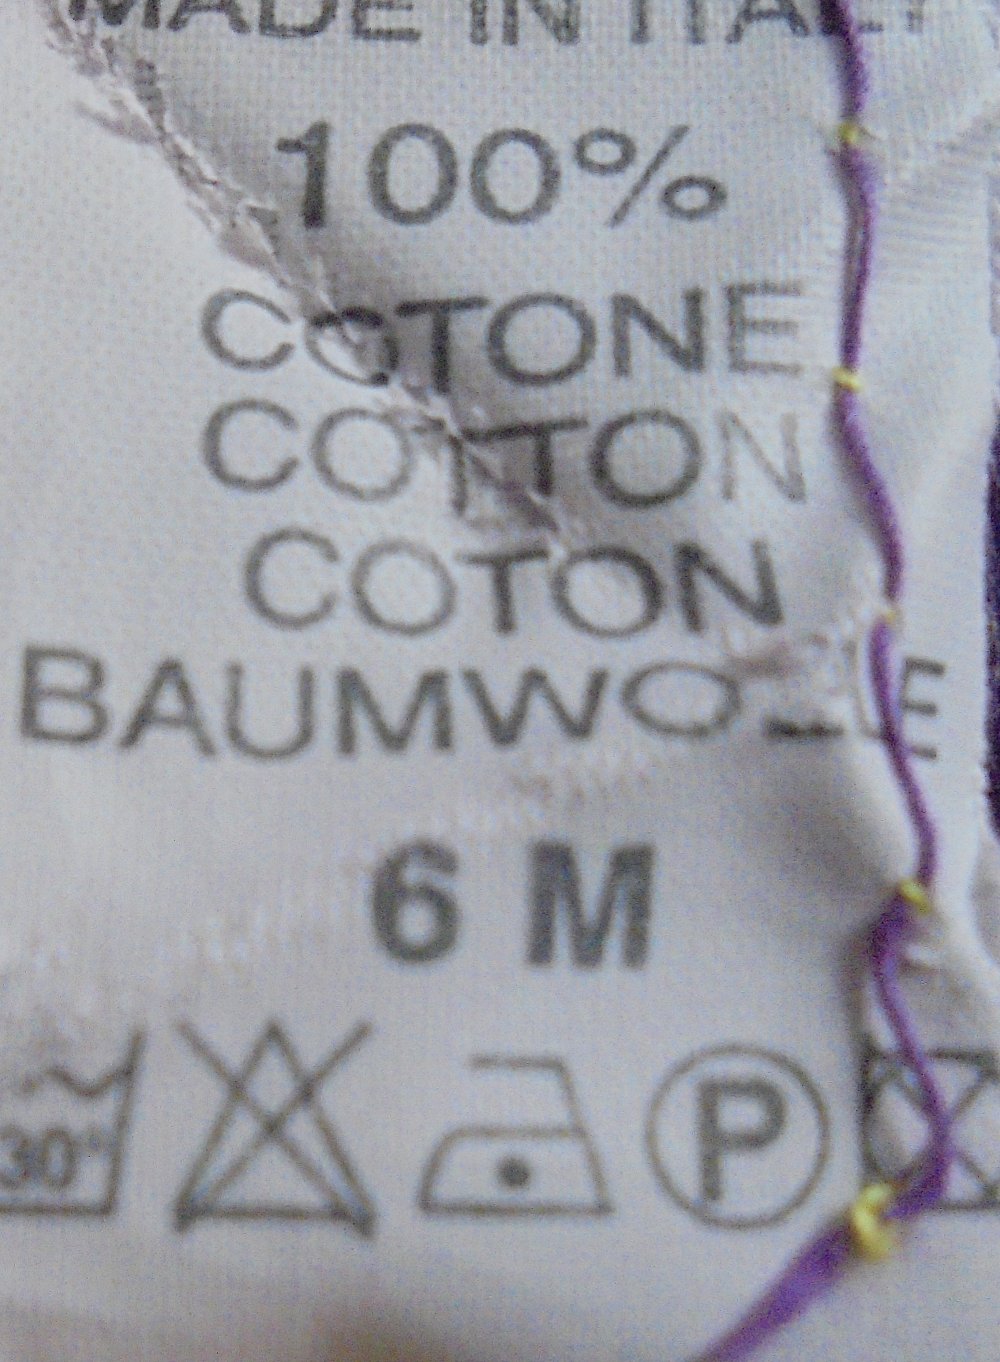 MADE IN ITALY
100%
COTONE
COTTON
COTON
BAUMWOLLE
6 M
30° P